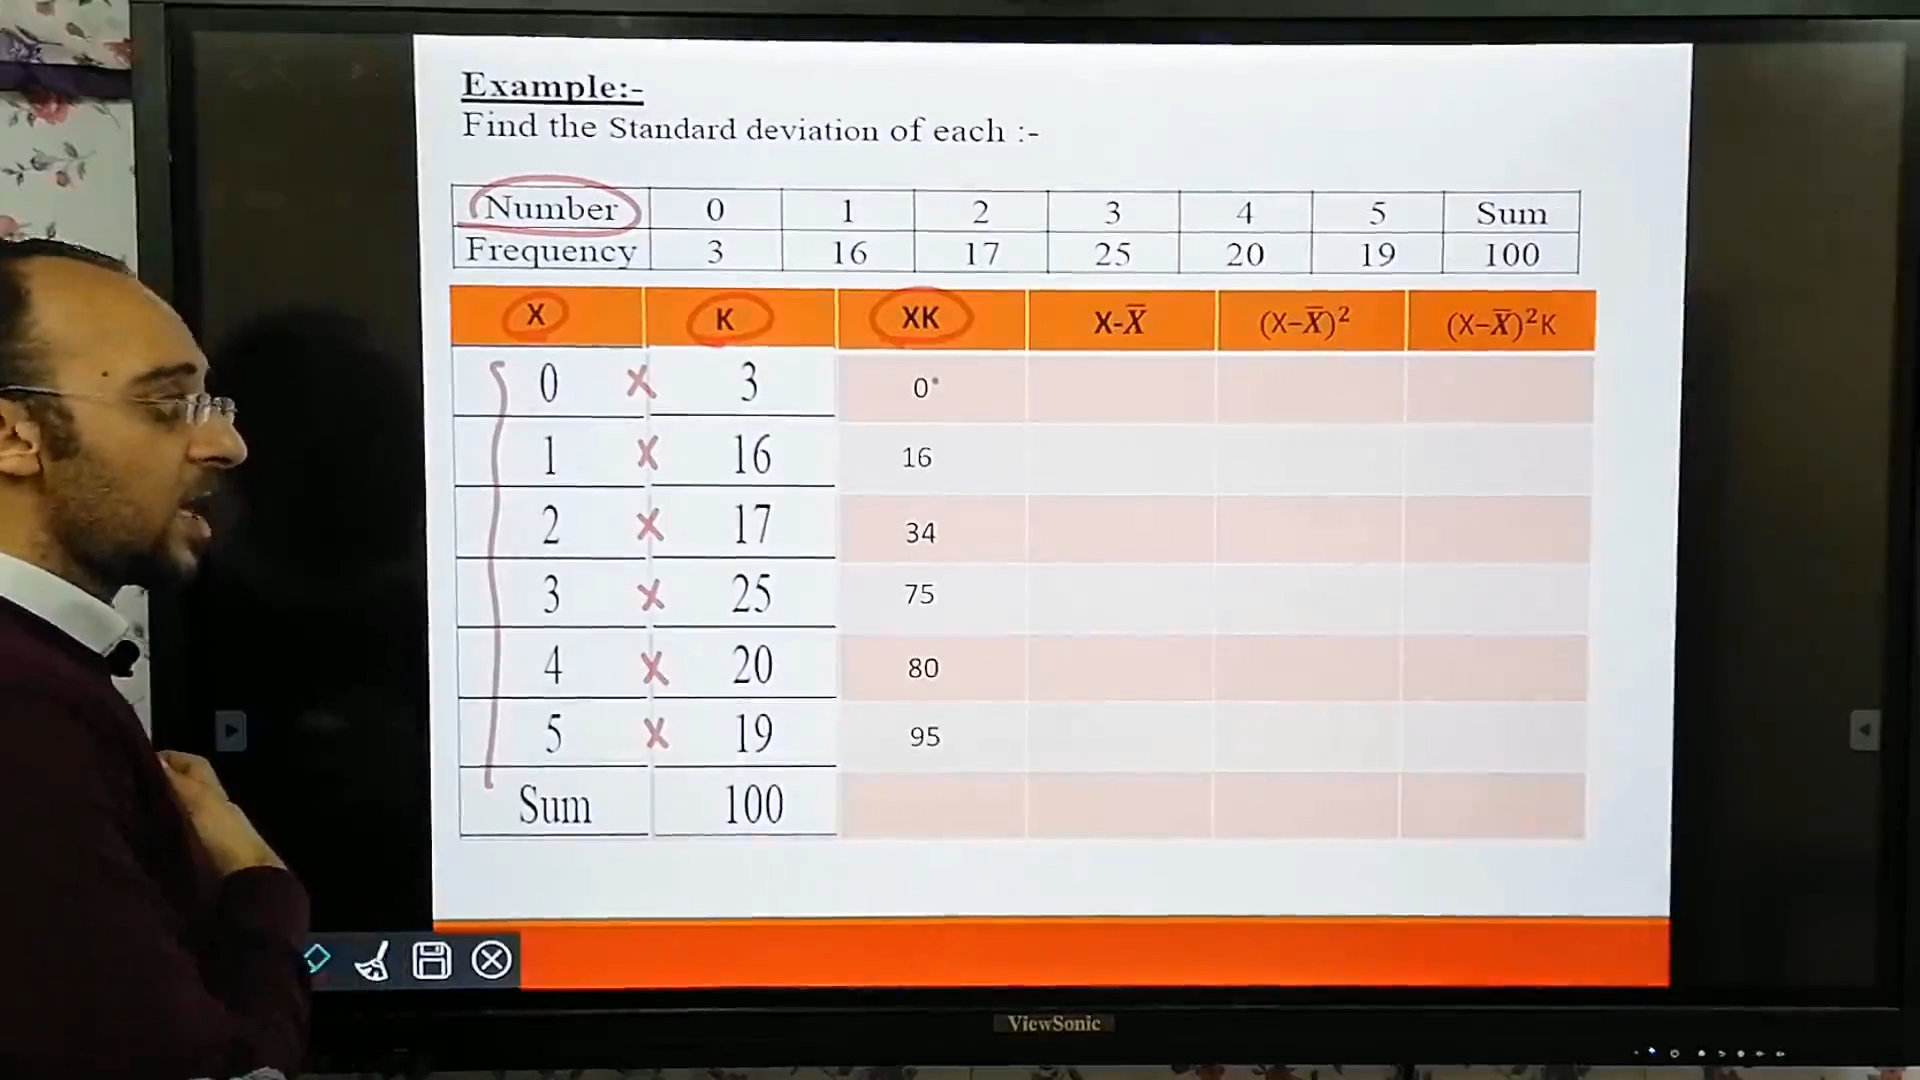 Example:-
Find the Standard deviation of each :-
Number 0 1 2 3 4 5 Sum
Frequency 3 16 17 25 20 19 100
X K XK X-X̅ (X-X̅)² (X-X̅)²K
0 × 3 0
1 × 16 16
2 × 17 34
3 × 25 75
4 × 20 80
5 × 19 95
Sum 100
ViewSonic